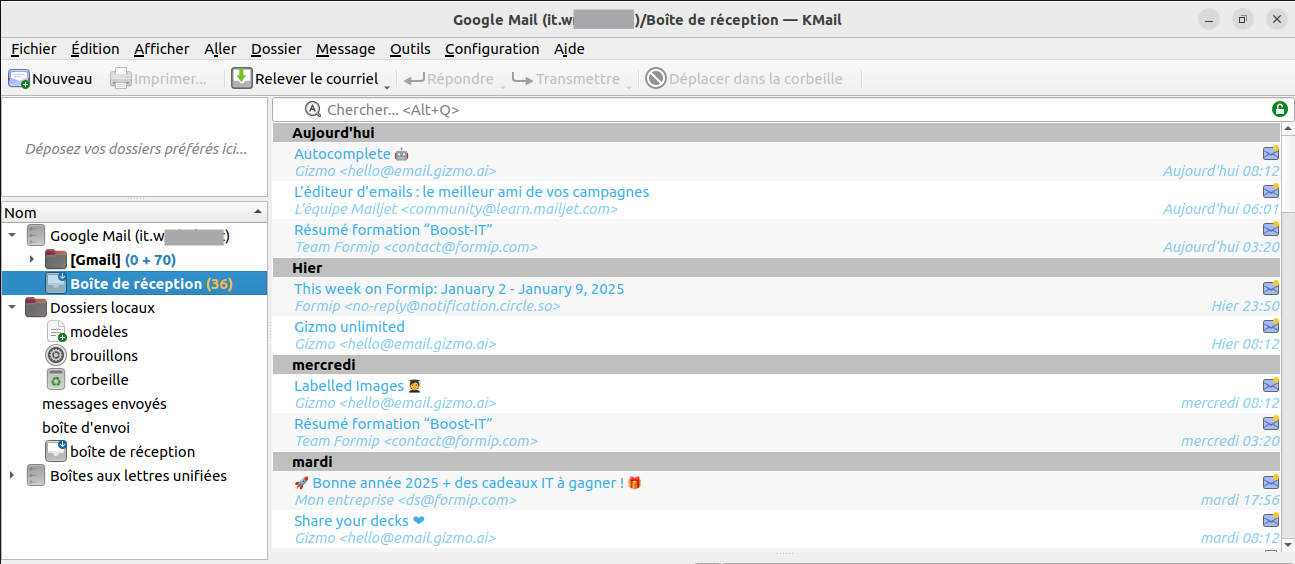 Google Mail (it.w )/Boîte de réception — KMail
Fichier Édition Afficher Aller Dossier Message Outils Configuration Aide
Nouveau Imprimer... Relever le courriel Répondre Transmettre Déplacer dans la corbeille
Déposez vos dossiers préférés ici...
Nom
Google Mail (it.w )
[Gmail] (0 + 70)
Boîte de réception (36)
Dossiers locaux
modèles
brouillons
corbeille
messages envoyés
boîte d'envoi
boîte de réception
Boîtes aux lettres unifiées
Chercher... <Alt+Q>
Aujourd'hui
Autocomplete 🤖
Gizmo <hello@email.gizmo.ai> Aujourd'hui 08:12
L’éditeur d’emails : le meilleur ami de vos campagnes
L'équipe Mailjet <community@learn.mailjet.com> Aujourd'hui 06:01
Résumé formation “Boost-IT”
Team Formip <contact@formip.com> Aujourd'hui 03:20
Hier
This week on Formip: January 2 - January 9, 2025
Formip <no-reply@notification.circle.so> Hier 23:50
Gizmo unlimited
Gizmo <hello@email.gizmo.ai> Hier 08:12
mercredi
Labelled Images 🧑‍🎓
Gizmo <hello@email.gizmo.ai> mercredi 08:12
Résumé formation “Boost-IT”
Team Formip <contact@formip.com> mercredi 03:20
mardi
🚀 Bonne année 2025 + des cadeaux IT à gagner ! 🎁
Mon entreprise <ds@formip.com> mardi 17:56
Share your decks ❤
Gizmo <hello@email.gizmo.ai> mardi 08:12